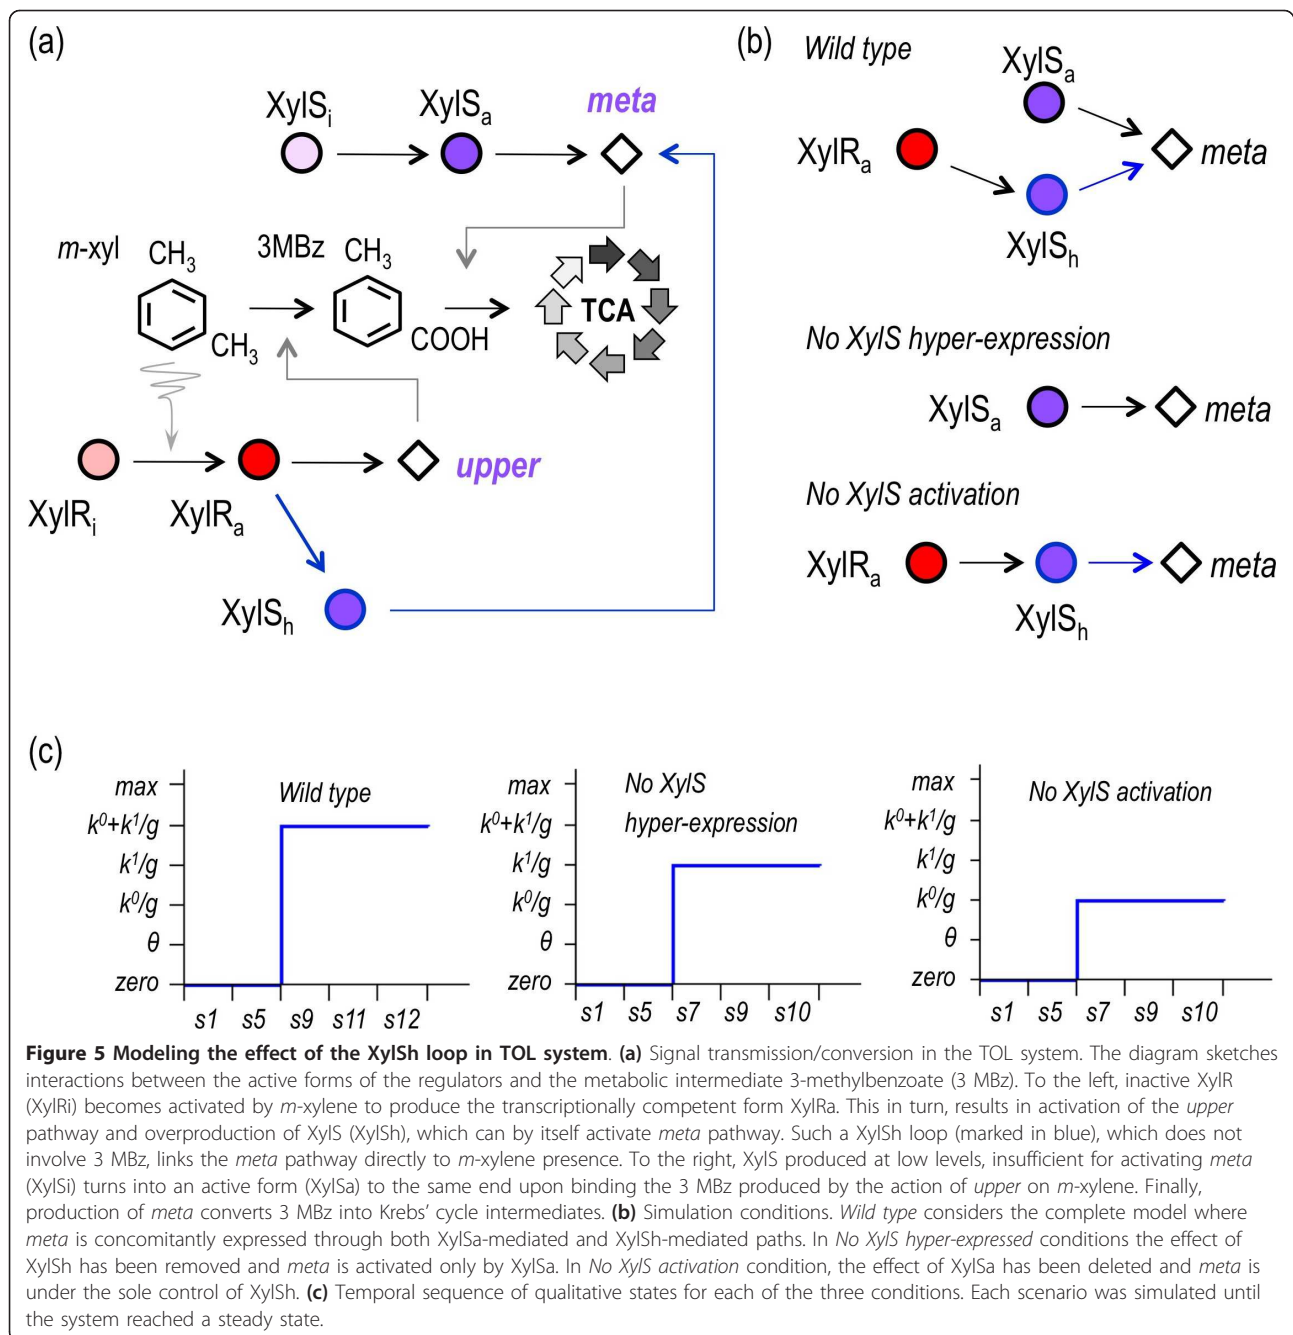 (a)
XylSi
XylSa
meta
m-xyl
CH3
CH3
3MBz
CH3
COOH
TCA
XylRi
XylRa
upper
XylSh
(b)
Wild type
XylSa
XylRa
meta
XylSh
No XylS hyper-expression
XylSa
meta
No XylS activation
XylRa
meta
XylSh
(c)
max
k⁰+k¹/g
k¹/g
k⁰/g
θ
zero
Wild type
s1 s5 s9 s11 s12
max
k⁰+k¹/g
k¹/g
k⁰/g
θ
zero
No XylS
hyper-expression
s1 s5 s7 s9 s10
max
k⁰+k¹/g
k¹/g
k⁰/g
θ
zero
No XylS activation
s1 s5 s7 s9 s10
Figure 5 Modeling the effect of the XylSh loop in TOL system. (a) Signal transmission/conversion in the TOL system. The diagram sketches
interactions between the active forms of the regulators and the metabolic intermediate 3-methylbenzoate (3 MBz). To the left, inactive XylR
(XylRi) becomes activated by m-xylene to produce the transcriptionally competent form XylRa. This in turn, results in activation of the upper
pathway and overproduction of XylS (XylSh), which can by itself activate meta pathway. Such a XylSh loop (marked in blue), which does not
involve 3 MBz, links the meta pathway directly to m-xylene presence. To the right, XylS produced at low levels, insufficient for activating meta
(XylSi) turns into an active form (XylSa) to the same end upon binding the 3 MBz produced by the action of upper on m-xylene. Finally,
production of meta converts 3 MBz into Krebs' cycle intermediates. (b) Simulation conditions. Wild type considers the complete model where
meta is concomitantly expressed through both XylSa-mediated and XylSh-mediated paths. In No XylS hyper-expressed conditions the effect of
XylSh has been removed and meta is activated only by XylSa. In No XylS activation condition, the effect of XylSa has been deleted and meta is
under the sole control of XylSh. (c) Temporal sequence of qualitative states for each of the three conditions. Each scenario was simulated until
the system reached a steady state.